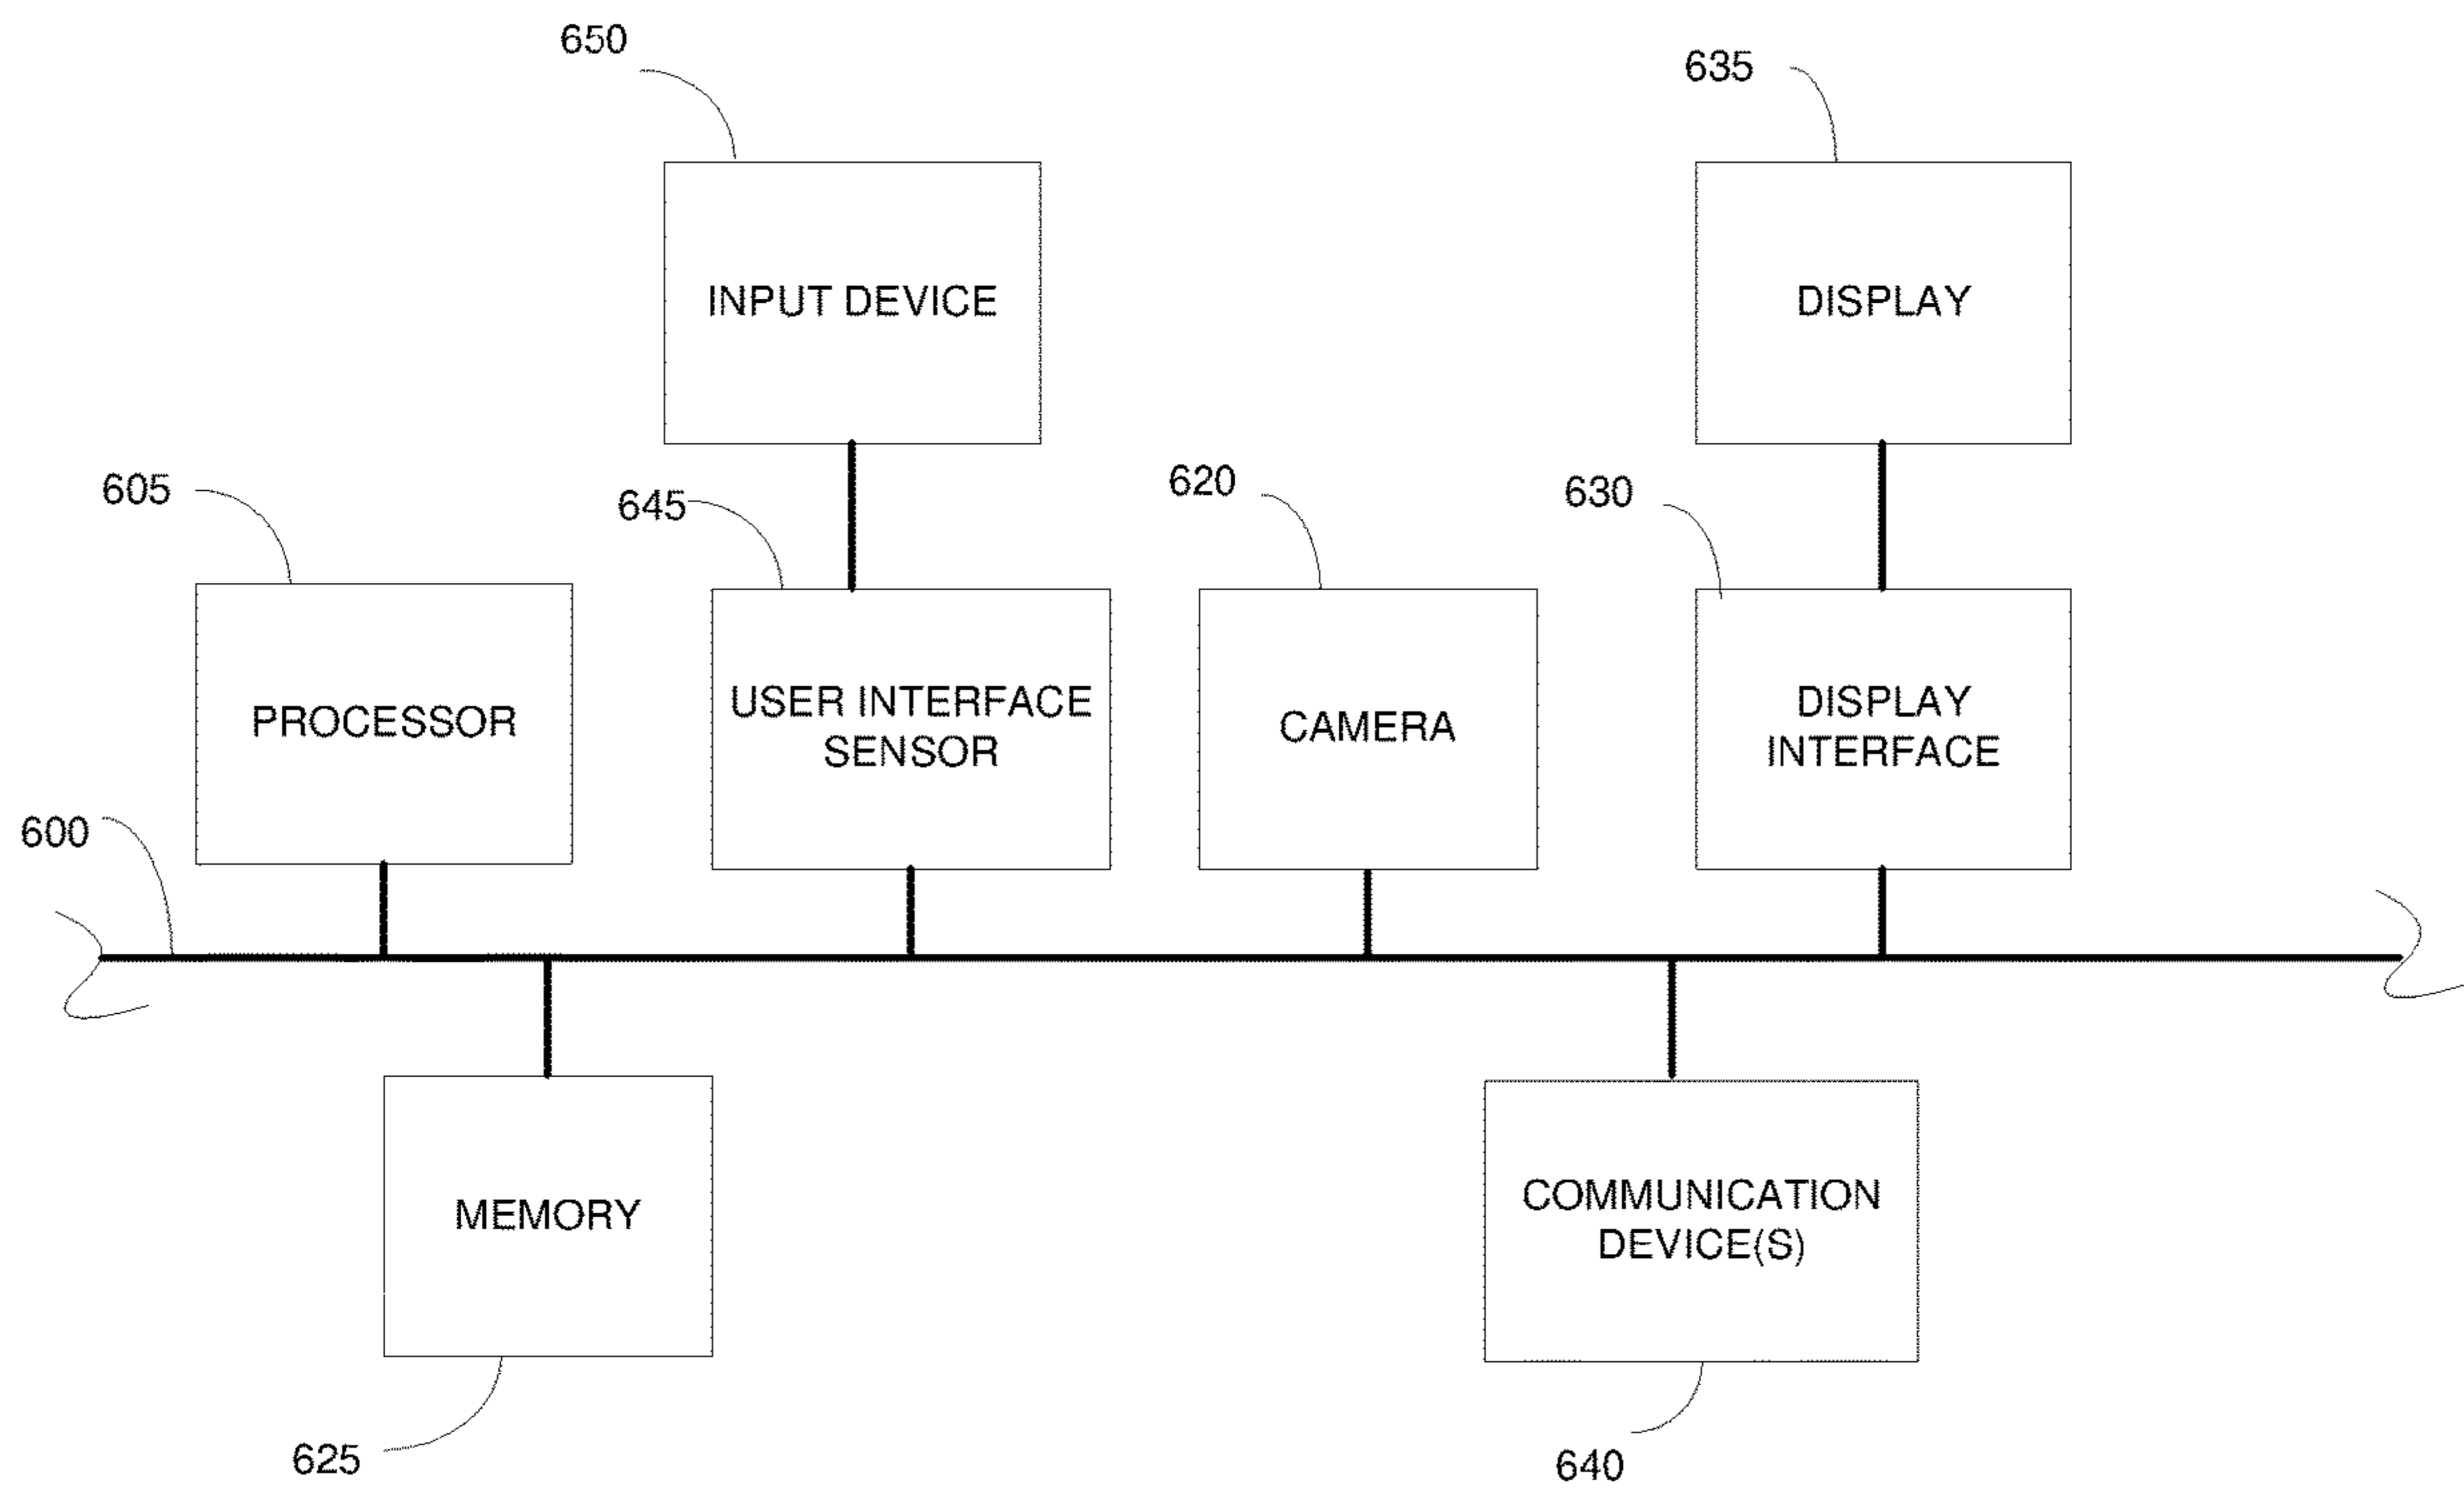 650
635
INPUT DEVICE
DISPLAY
605
645
620
630
PROCESSOR
USER INTERFACE
SENSOR
CAMERA
DISPLAY
INTERFACE
600
MEMORY
COMMUNICATION
DEVICE(S)
625
640